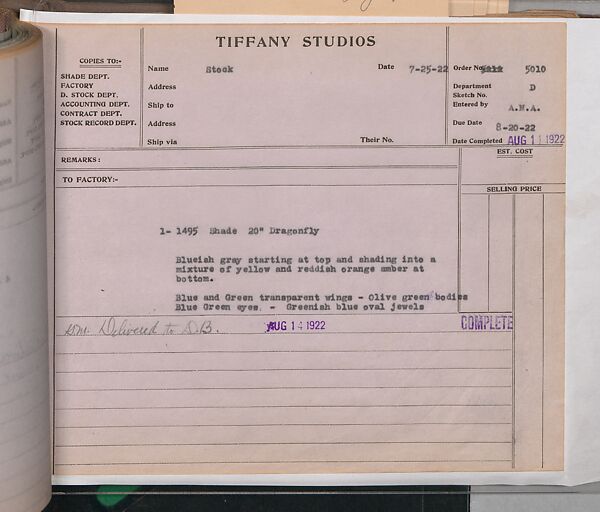 TIFFANY STUDIOS
COPIES TO:-
SHADE DEPT.
FACTORY
D. STOCK DEPT.
ACCOUNTING DEPT.
CONTRACT DEPT.
STOCK RECORD DEPT.
Name Stock Date 7-25-22
Address
Ship to
Address
Ship via Their No.
Order No. 5010
Department D
Sketch No.
Entered by A.M.A.
Due Date 8-20-22
Date Completed AUG 11 1922
REMARKS:
EST. COST
TO FACTORY:-
SELLING PRICE
1- 1495 Shade 20" Dragonfly
Blueish gray starting at top and shading into a
mixture of yellow and reddish orange amber at
bottom.
Blue and Green transparent wings - Olive green bodies
Blue Green eyes. - Greenish blue oval jewels
Delivered to D.B. AUG 14 1922 COMPLETE